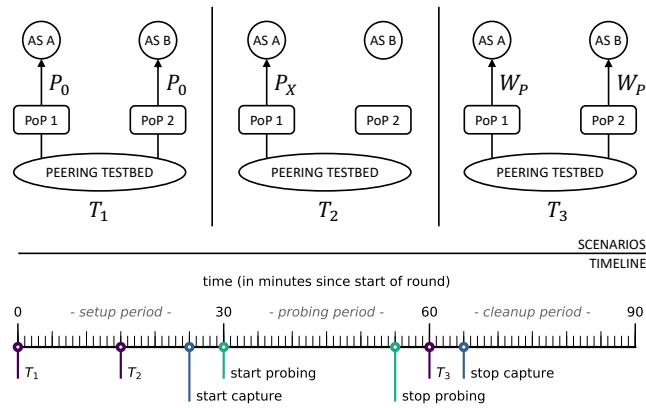 AS A AS B AS A AS B AS A AS B
P0 P0 PX WP WP
PoP 1 PoP 2 PoP 1 PoP 2 PoP 1 PoP 2
PEERING TESTBED PEERING TESTBED PEERING TESTBED
T1 T2 T3
SCENARIOS
TIMELINE
time (in minutes since start of round)
0 - setup period - 30 - probing period - 60 - cleanup period - 90
T1 T2 start probing T3 stop capture
start capture stop probing